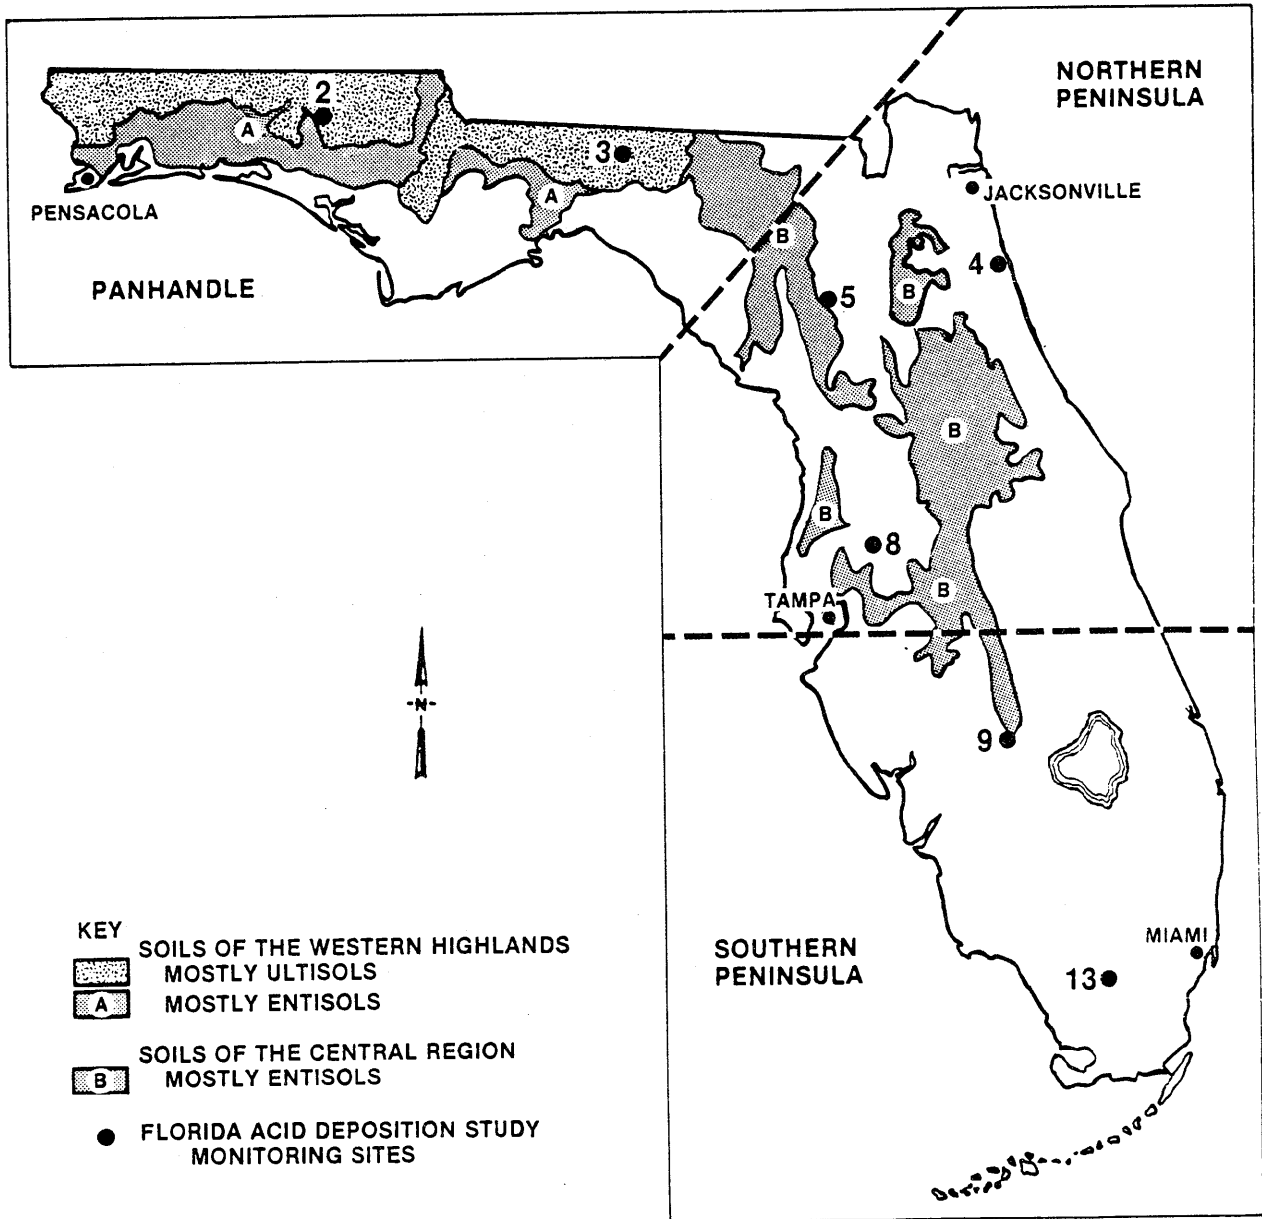 NORTHERN
PENINSULA
2
A
3
A
JACKSONVILLE
PENSACOLA
B
4
PANHANDLE
B
5
B
B
8
B
TAMPA
-N-
9
KEY
SOILS OF THE WESTERN HIGHLANDS
MOSTLY ULTISOLS
A MOSTLY ENTISOLS
SOILS OF THE CENTRAL REGION
B MOSTLY ENTISOLS
FLORIDA ACID DEPOSITION STUDY
MONITORING SITES
SOUTHERN
PENINSULA
MIAMI
13